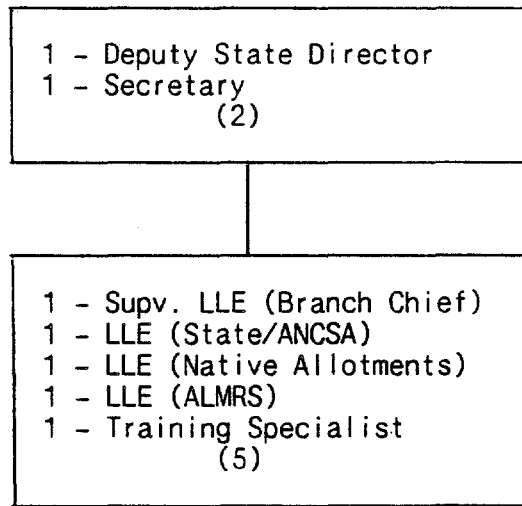 1 - Deputy State Director
1 - Secretary
(2)
1 - Supv. LLE (Branch Chief)
1 - LLE (State/ANCSA)
1 - LLE (Native Allotments)
1 - LLE (ALMRS)
1 - Training Specialist
(5)